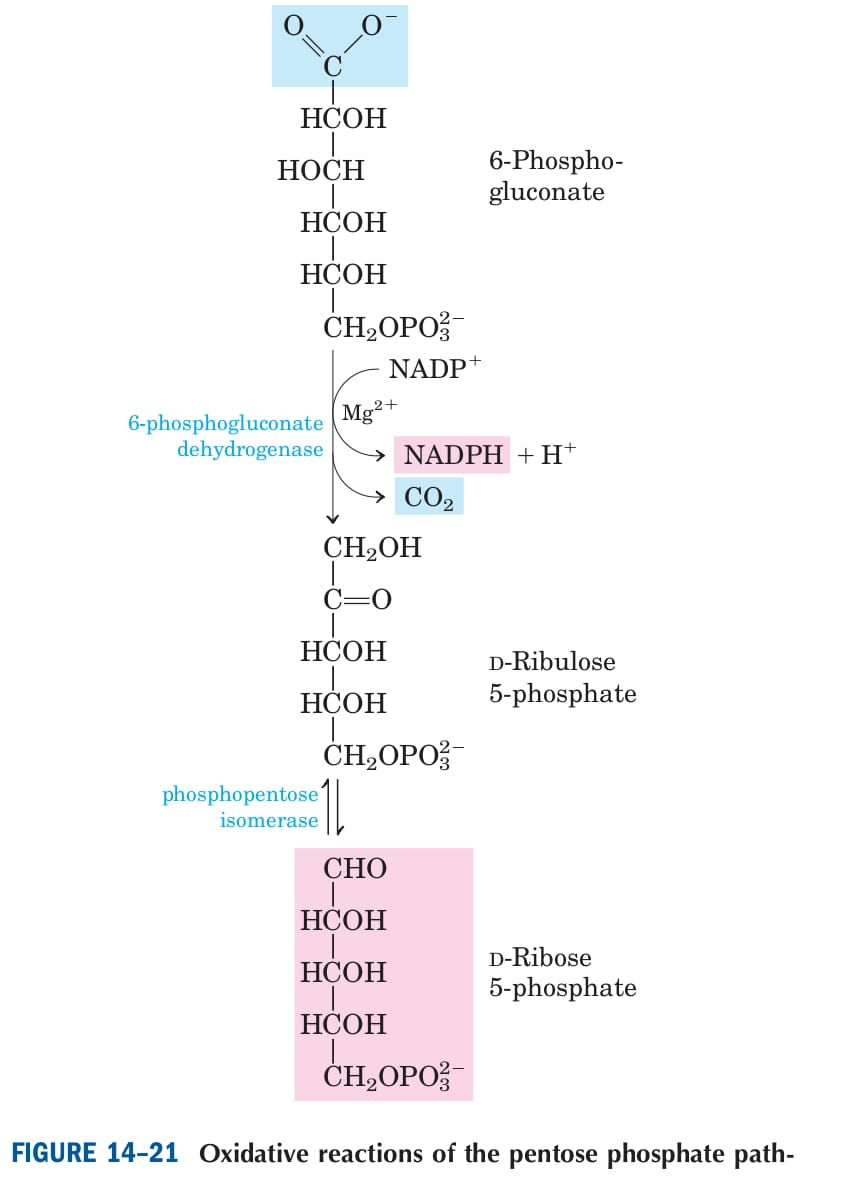 O O⁻
C
HCOH
HOCH
6-Phospho-
gluconate
HCOH
HCOH
CH₂OPO₃²⁻
NADP⁺
Mg²⁺
6-phosphogluconate
dehydrogenase
NADPH + H⁺
CO₂
CH₂OH
C=O
HCOH
D-Ribulose
5-phosphate
HCOH
CH₂OPO₃²⁻
phosphopentose
isomerase
CHO
HCOH
HCOH
D-Ribose
5-phosphate
HCOH
CH₂OPO₃²⁻
FIGURE 14–21 Oxidative reactions of the pentose phosphate path-